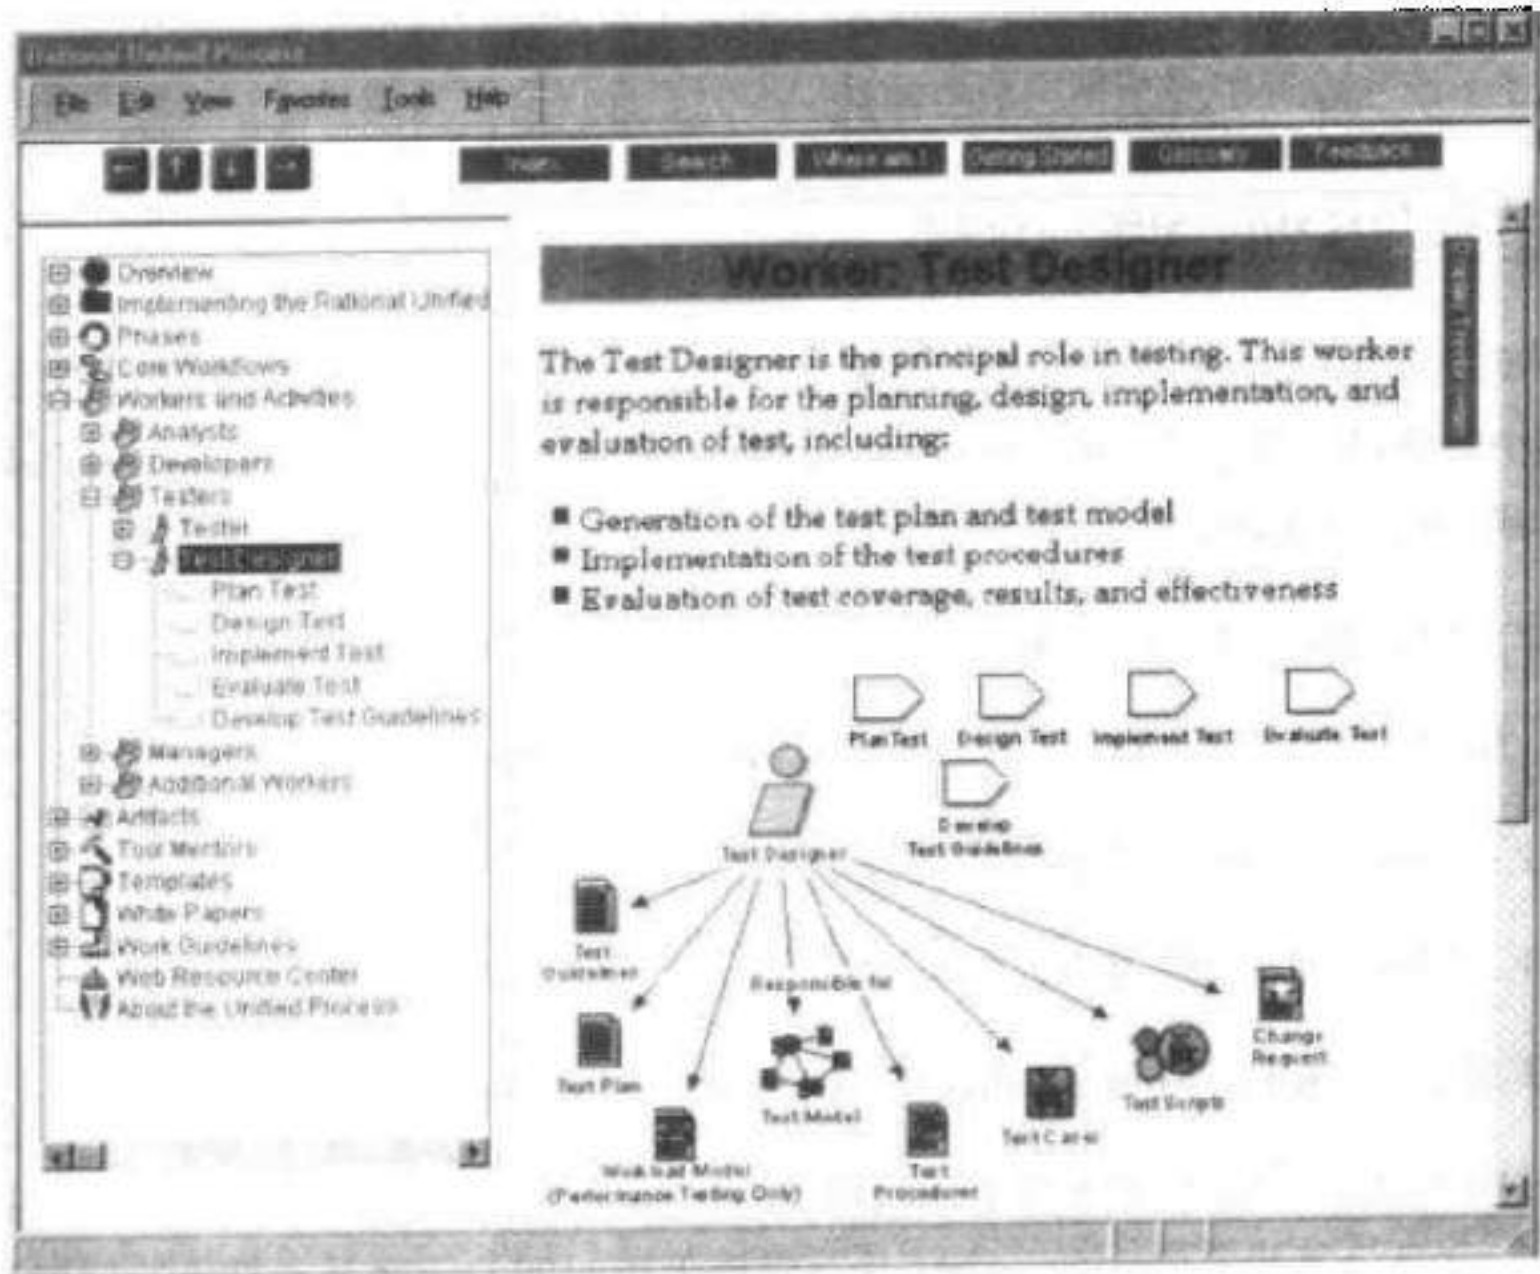 Rational Unified Process
File Edit View Favorites Tools Help
Index Search Where am I Getting Started Glossary Feedback
Overview
Implementing the Rational Unified
Phases
Core Workflows
Workers and Activities
Analysts
Developers
Testers
Tester
Test Designer
Plan Test
Design Test
Implement Test
Evaluate Test
Develop Test Guidelines
Managers
Additional Workers
Artifacts
Tool Mentors
Templates
White Papers
Work Guidelines
Web Resource Center
About the Unified Process
Worker: Test Designer
The Test Designer is the principal role in testing. This worker
is responsible for the planning, design, implementation, and
evaluation of test, including:
■ Generation of the test plan and test model
■ Implementation of the test procedures
■ Evaluation of test coverage, results, and effectiveness
Plan Test Design Test Implement Test Evaluate Test
Develop
Test Guidelines
Test Designer
Test
Guidelines
Responsible for
Change
Request
Test Plan
Test Model
Test Scripts
Test Cases
Workload Model
(Performance Testing Only)
Test
Procedures